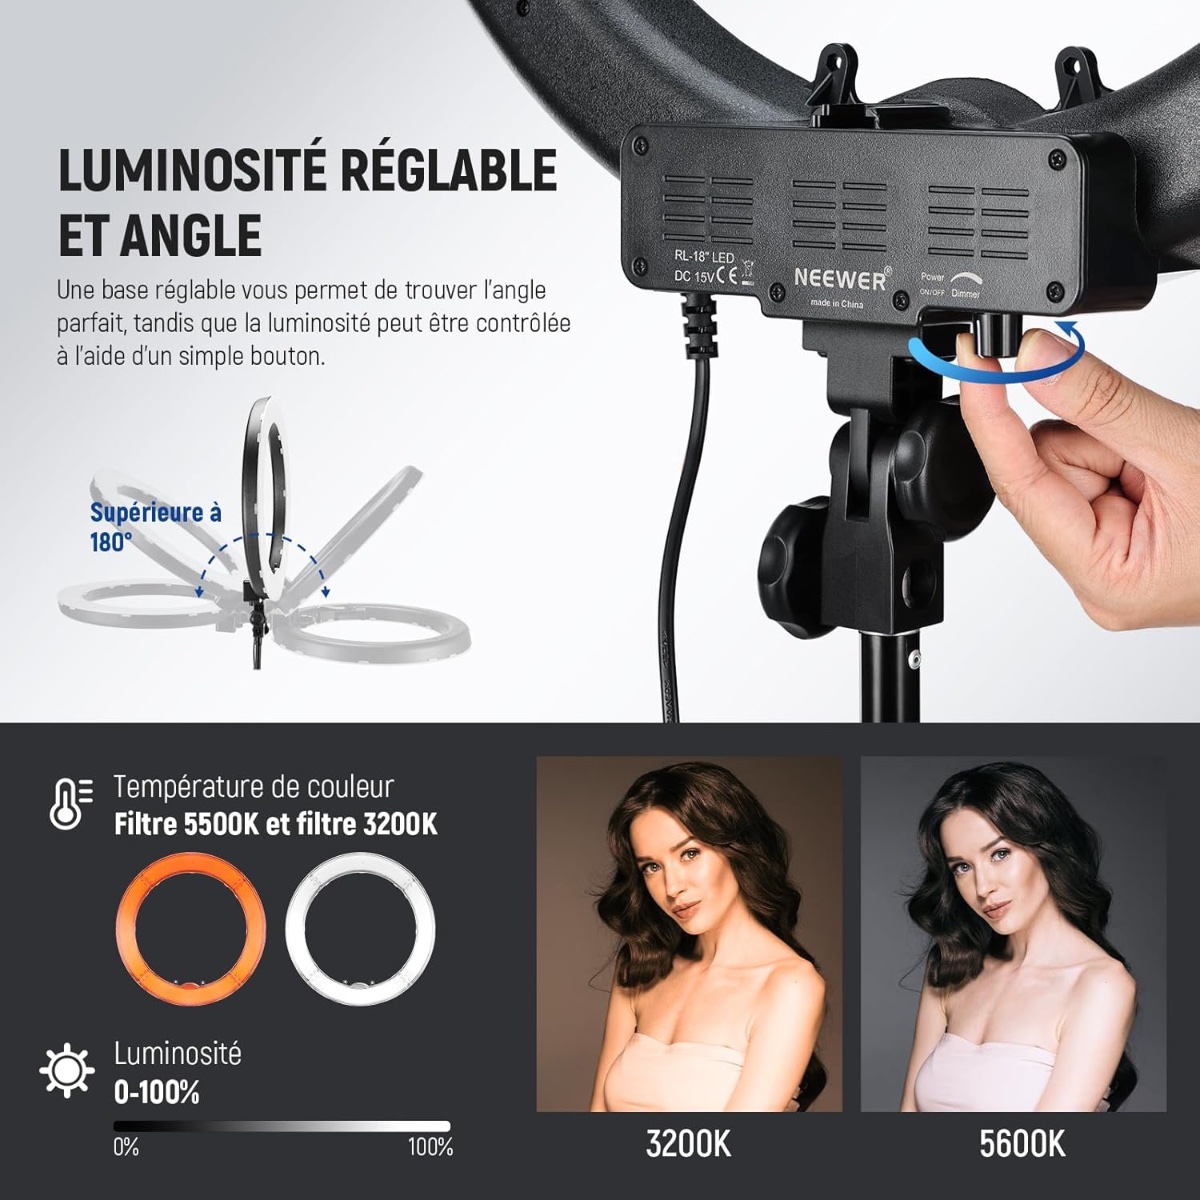 LUMINOSITÉ RÉGLABLE
ET ANGLE
Une base réglable vous permet de trouver l'angle
parfait, tandis que la luminosité peut être contrôlée
à l'aide d'un simple bouton.
RL-18" LED
DC 15V CE
NEEWER®
made in China
Power
ON/OFF Dimmer
Supérieure à
180°
Température de couleur
Filtre 5500K et filtre 3200K
Luminosité
0-100%
0% 100%
3200K 5600K